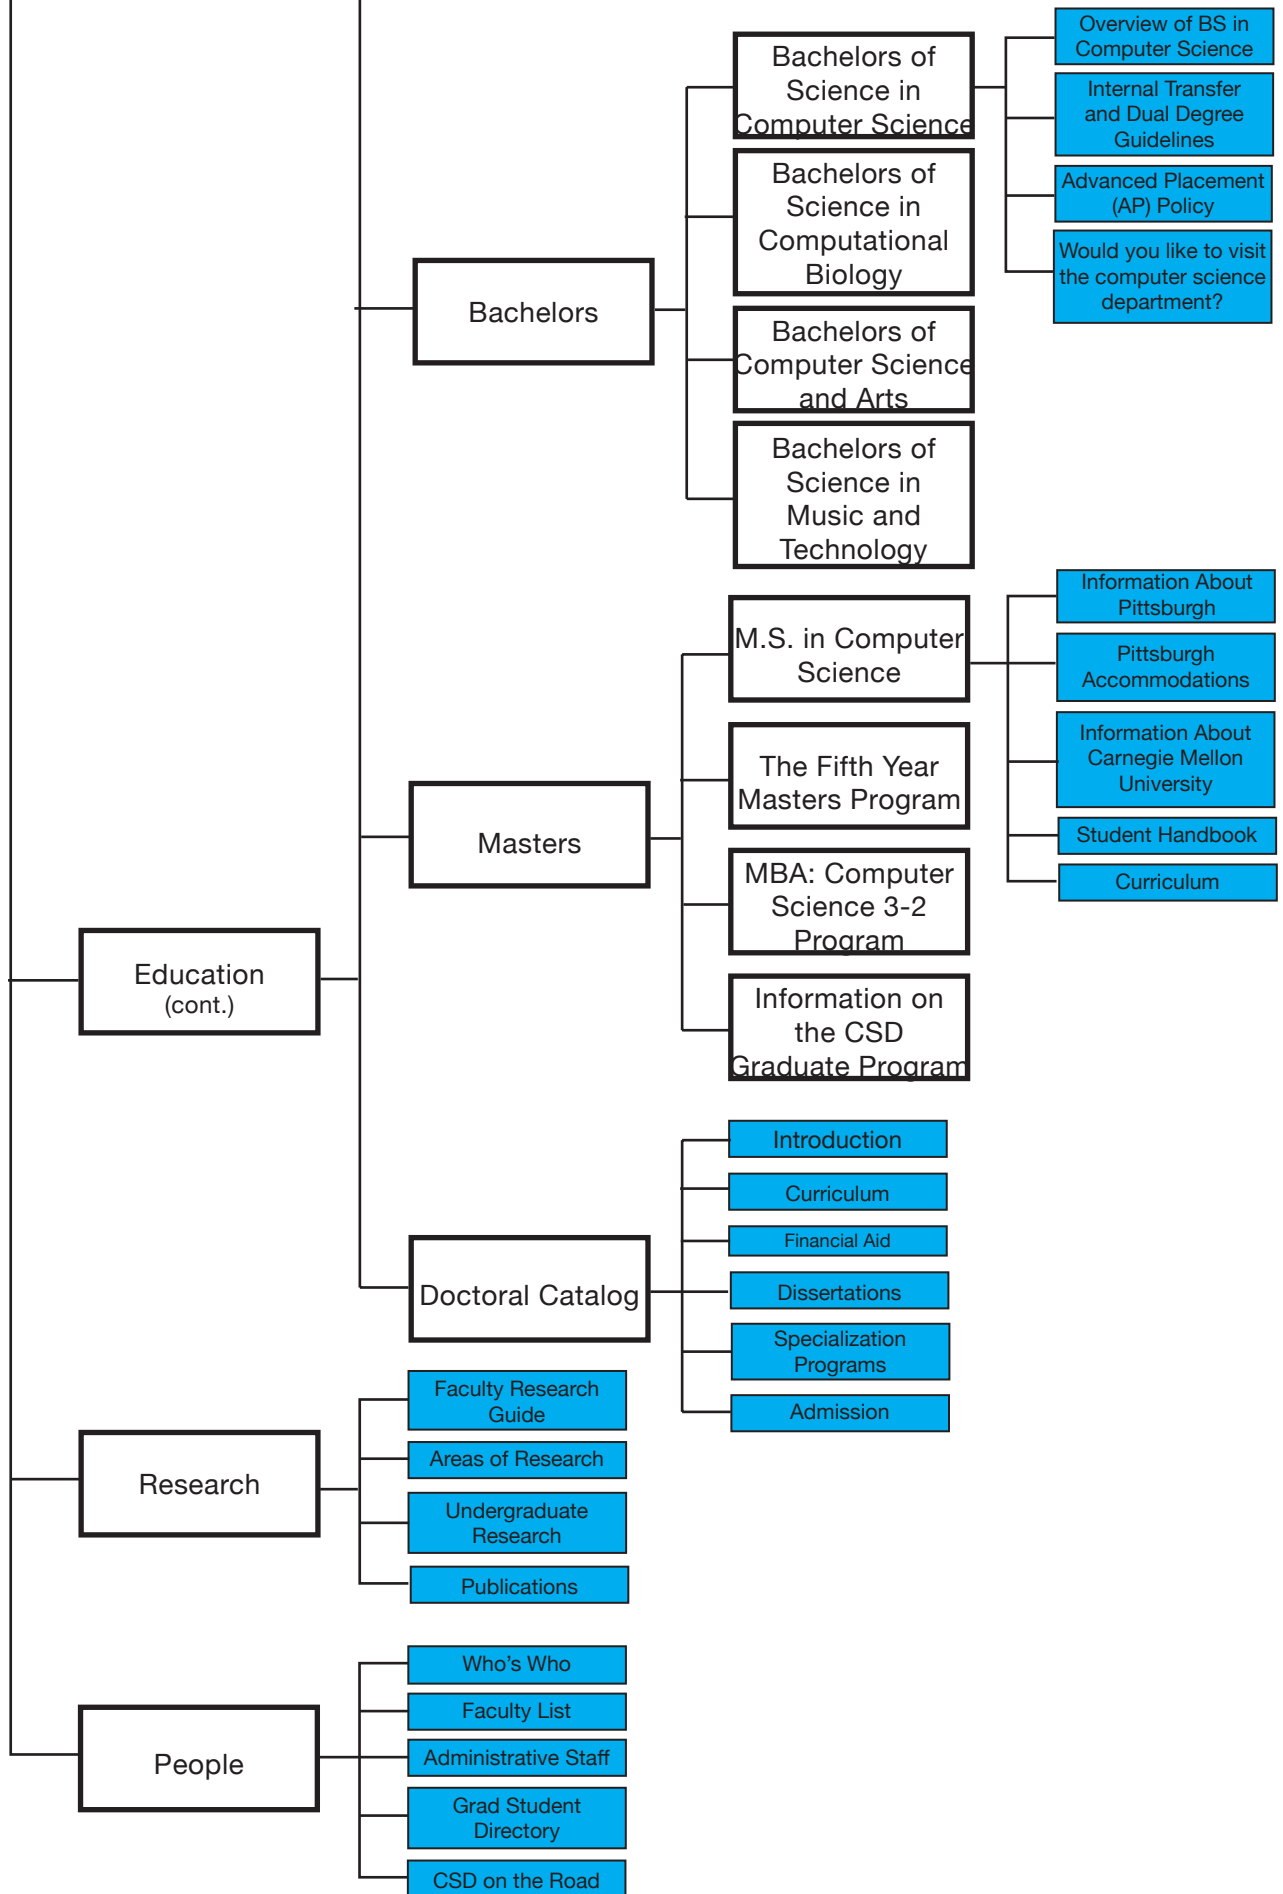 Overview of BS in
Computer Science
Internal Transfer
and Dual Degree
Guidelines
Advanced Placement
(AP) Policy
Would you like to visit
the computer science
department?
Bachelors of
Science in
Computer Science
Bachelors of
Science in
Computational
Biology
Bachelors
Bachelors of
Computer Science
and Arts
Bachelors of
Science in
Music and
Technology
Information About
Pittsburgh
Pittsburgh
Accommodations
Information About
Carnegie Mellon
University
Student Handbook
Curriculum
M.S. in Computer
Science
The Fifth Year
Masters Program
Masters
MBA: Computer
Science 3-2
Program
Information on
the CSD
Graduate Program
Education
(cont.)
Introduction
Curriculum
Financial Aid
Doctoral Catalog
Dissertations
Specialization
Programs
Admission
Research
Faculty Research
Guide
Areas of Research
Undergraduate
Research
Publications
People
Who's Who
Faculty List
Administrative Staff
Grad Student
Directory
CSD on the Road